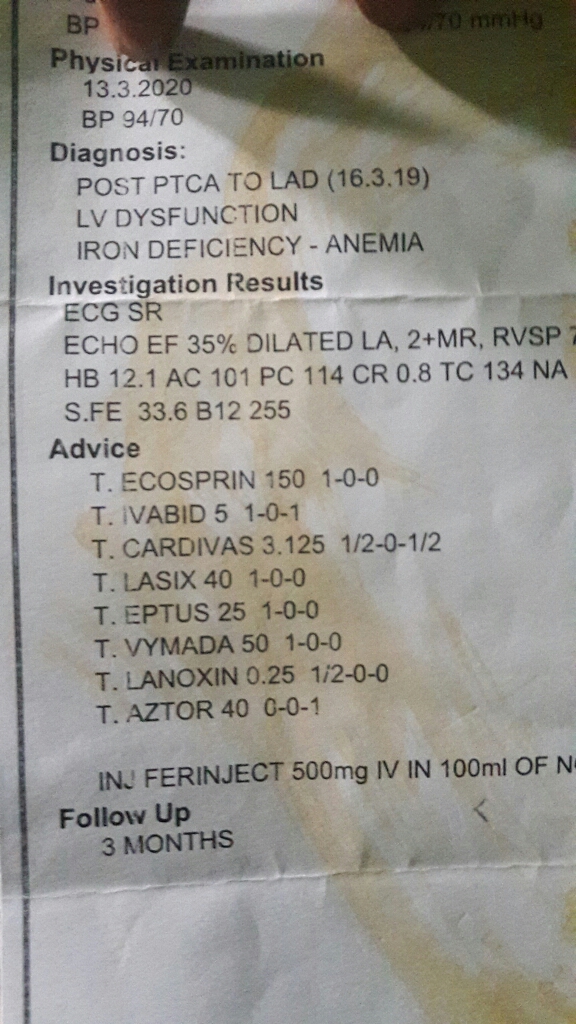 BP /70 mmHg
Physical Examination
13.3.2020
BP 94/70
Diagnosis:
POST PTCA TO LAD (16.3.19)
LV DYSFUNCTION
IRON DEFICIENCY - ANEMIA
Investigation Results
ECG SR
ECHO EF 35% DILATED LA, 2+MR, RVSP
HB 12.1 AC 101 PC 114 CR 0.8 TC 134 NA
S.FE 33.6 B12 255
Advice
T. ECOSPRIN 150 1-0-0
T. IVABID 5 1-0-1
T. CARDIVAS 3.125 1/2-0-1/2
T. LASIX 40 1-0-0
T. EPTUS 25 1-0-0
T. VYMADA 50 1-0-0
T. LANOXIN 0.25 1/2-0-0
T. AZTOR 40 0-0-1
INJ FERINJECT 500mg IV IN 100ml OF
Follow Up
3 MONTHS